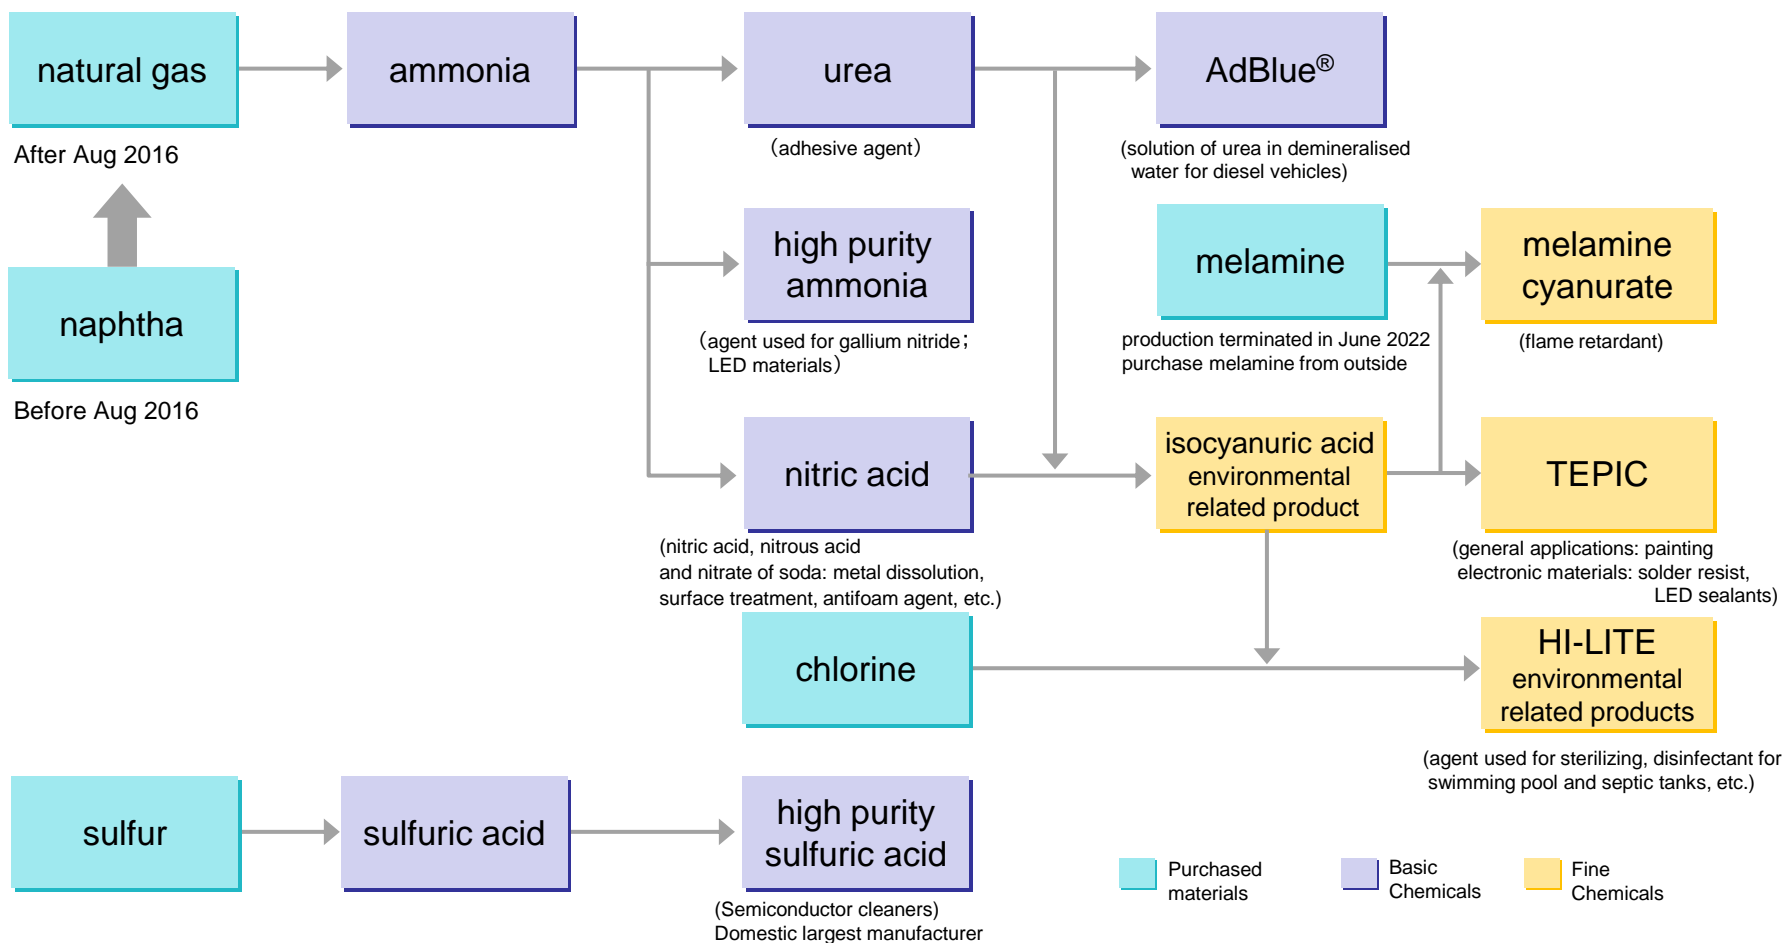 natural gas
ammonia
urea
AdBlue®
After Aug 2016
(adhesive agent)
(solution of urea in demineralised
water for diesel vehicles)
naphtha
Before Aug 2016
high purity
ammonia
(agent used for gallium nitride;
LED materials)
melamine
production terminated in June 2022
purchase melamine from outside
melamine
cyanurate
(flame retardant)
nitric acid
(nitric acid, nitrous acid
and nitrate of soda: metal dissolution,
surface treatment, antifoam agent, etc.)
isocyanuric acid
environmental
related product
TEPIC
(general applications: painting
electronic materials: solder resist,
LED sealants)
chlorine
HI-LITE
environmental
related products
(agent used for sterilizing, disinfectant for
swimming pool and septic tanks, etc.)
sulfur
sulfuric acid
high purity
sulfuric acid
(Semiconductor cleaners)
Domestic largest manufacturer
Purchased
materials
Basic
Chemicals
Fine
Chemicals